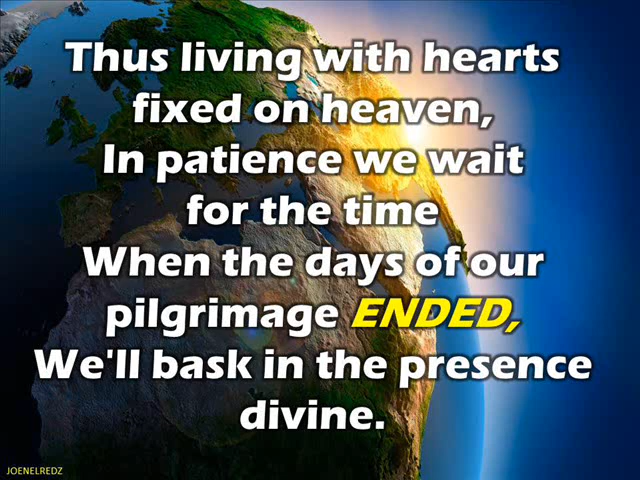 Thus living with hearts
fixed on heaven,
In patience we wait
for the time
When the days of our
pilgrimage ENDED,
We'll bask in the presence
divine.
JOENELREDZ